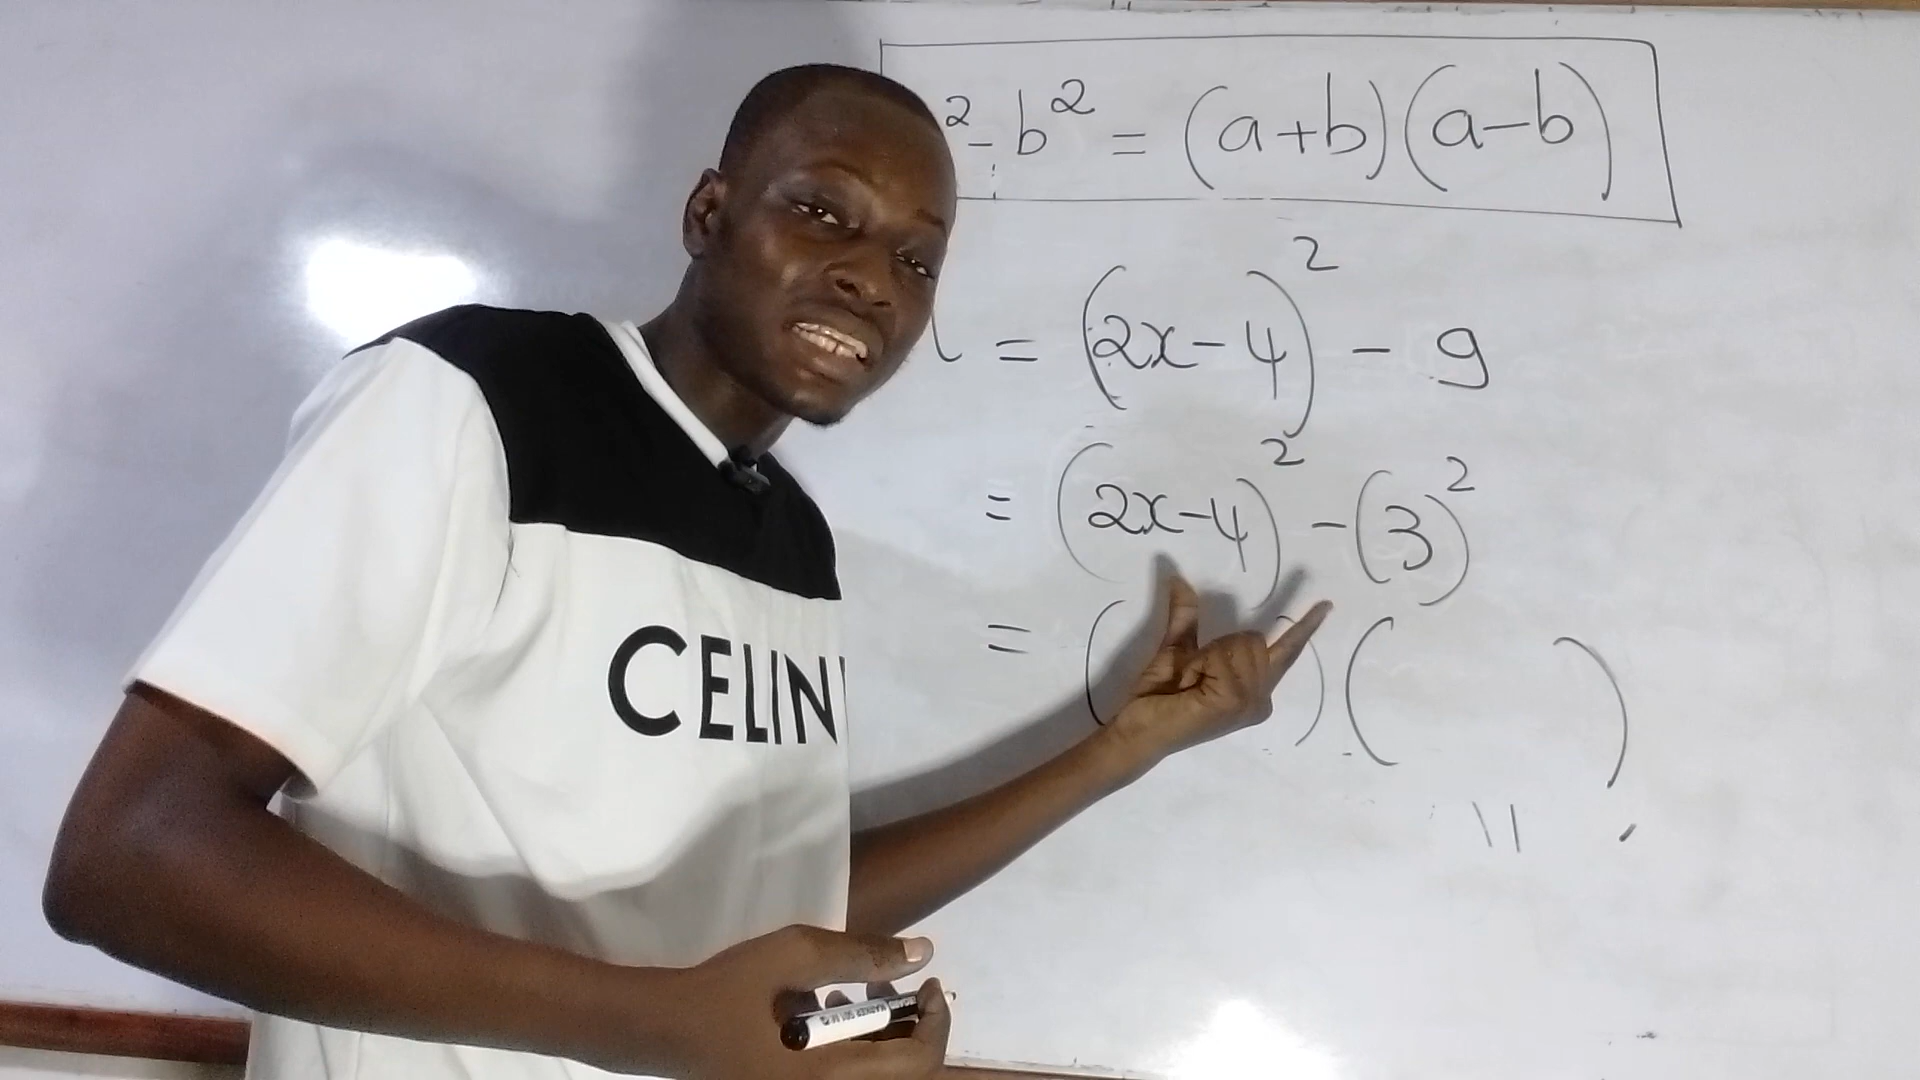 ² - b² = (a+b)(a-b)
= (2x-4)² - 9
= (2x-4)² - (3)²
= ( )( )
CELIN